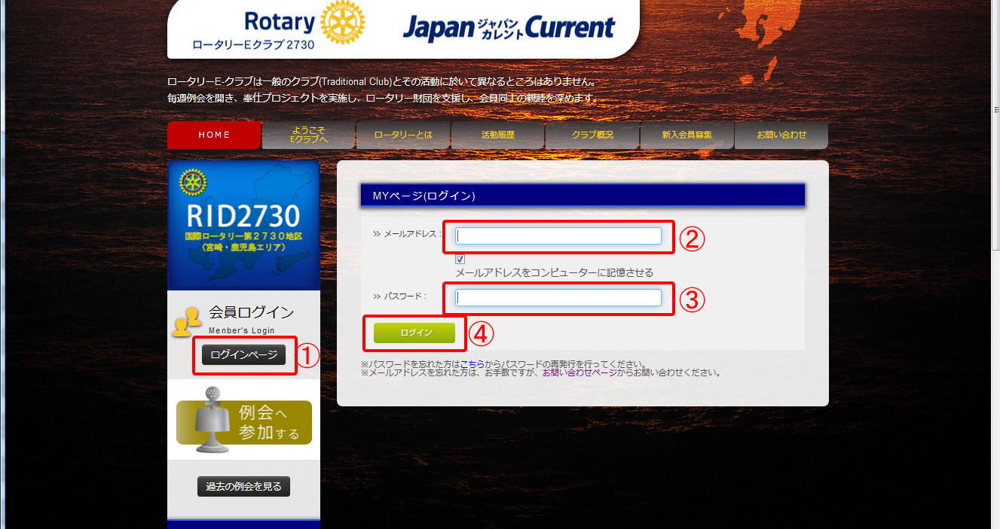 Rotary
ロータリーEクラブ2730
Japan ジャパン カレント Current
ロータリーE-クラブは一般のクラブ(Traditional Club)とその活動に於いて異なるところはありません。
毎週例会を開き、奉仕プロジェクトを実施し、ロータリー財団を支援し、会員同士の親睦を深めます。
HOME
ようこそ
Eクラブへ
ロータリーとは
活動履歴
クラブ概況
新入会員募集
お問い合わせ
RID2730
国際ロータリー第2730地区
(宮崎・鹿児島エリア)
会員ログイン
Menber's Login
ログインページ
①
例会へ
参加する
過去の例会を見る
MYページ(ログイン)
メールアドレス :
②
メールアドレスをコンピューターに記憶させる
パスワード :
③
ログイン
④
※パスワードを忘れた方はこちらからパスワードの再発行を行ってください。
※メールアドレスを忘れた方は、お手数ですが、お問い合わせページからお問い合わせください。